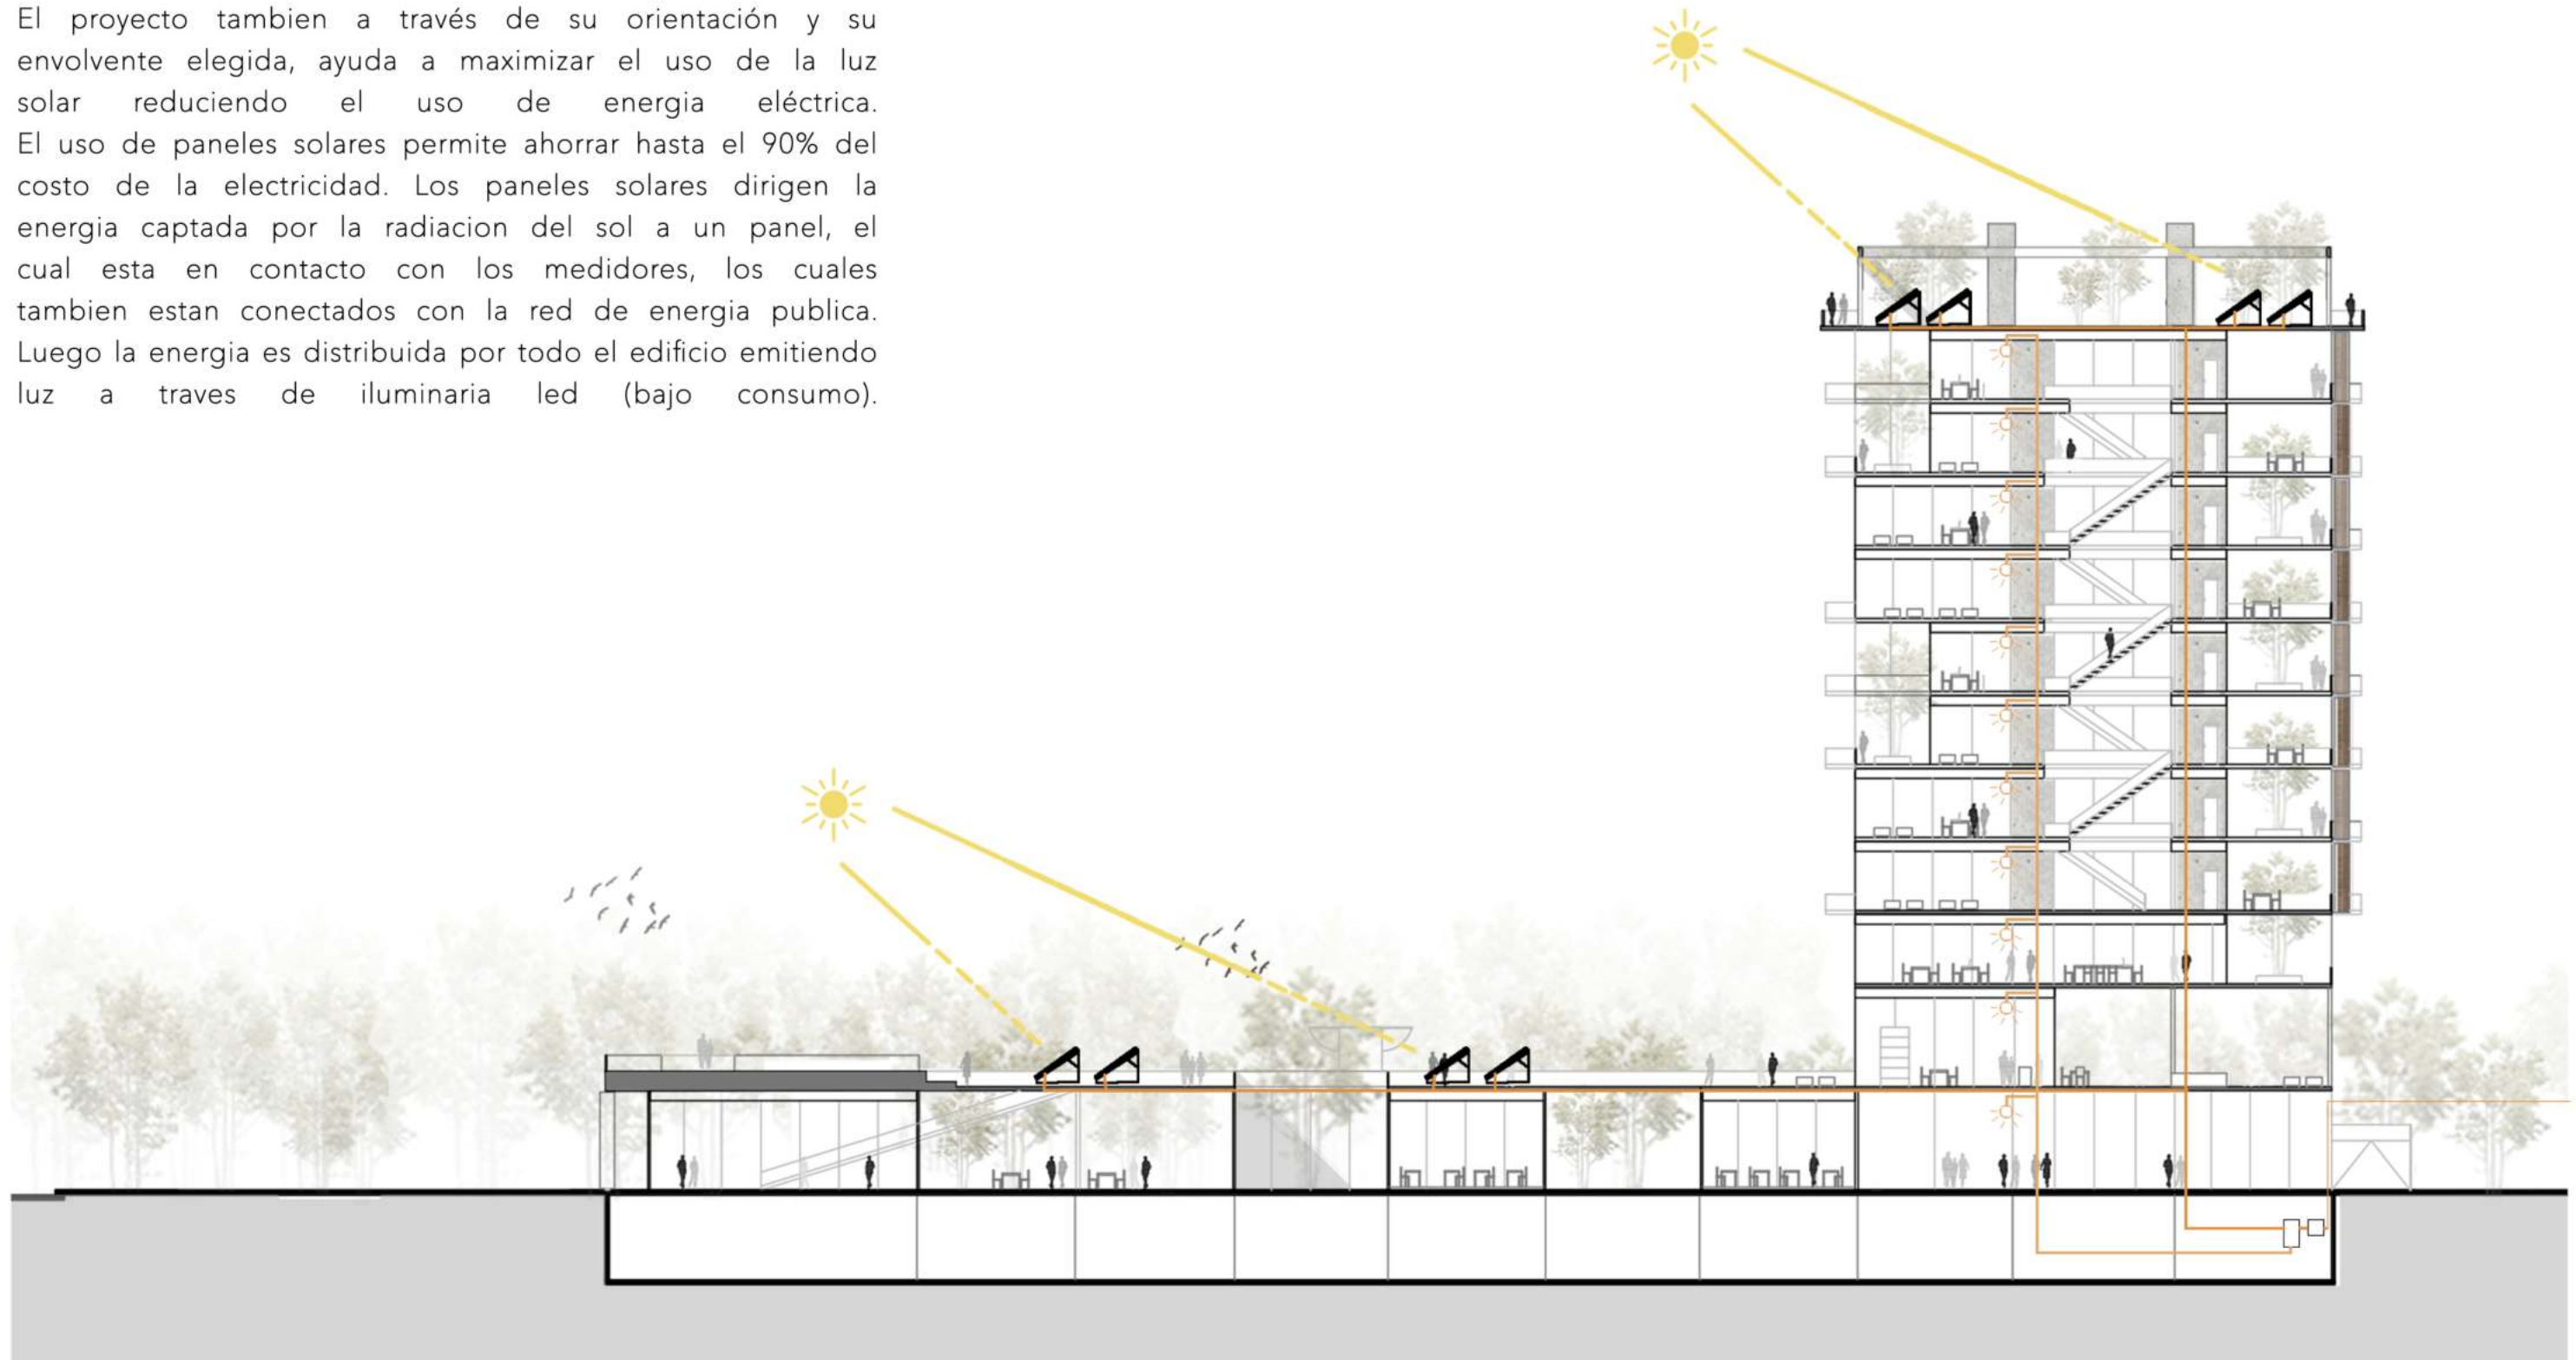 El proyecto tambien a través de su orientación y su
envolvente elegida, ayuda a maximizar el uso de la luz
solar reduciendo el uso de energia eléctrica.
El uso de paneles solares permite ahorrar hasta el 90% del
costo de la electricidad. Los paneles solares dirigen la
energia captada por la radiacion del sol a un panel, el
cual esta en contacto con los medidores, los cuales
tambien estan conectados con la red de energia publica.
Luego la energia es distribuida por todo el edificio emitiendo
luz a traves de iluminaria led (bajo consumo).